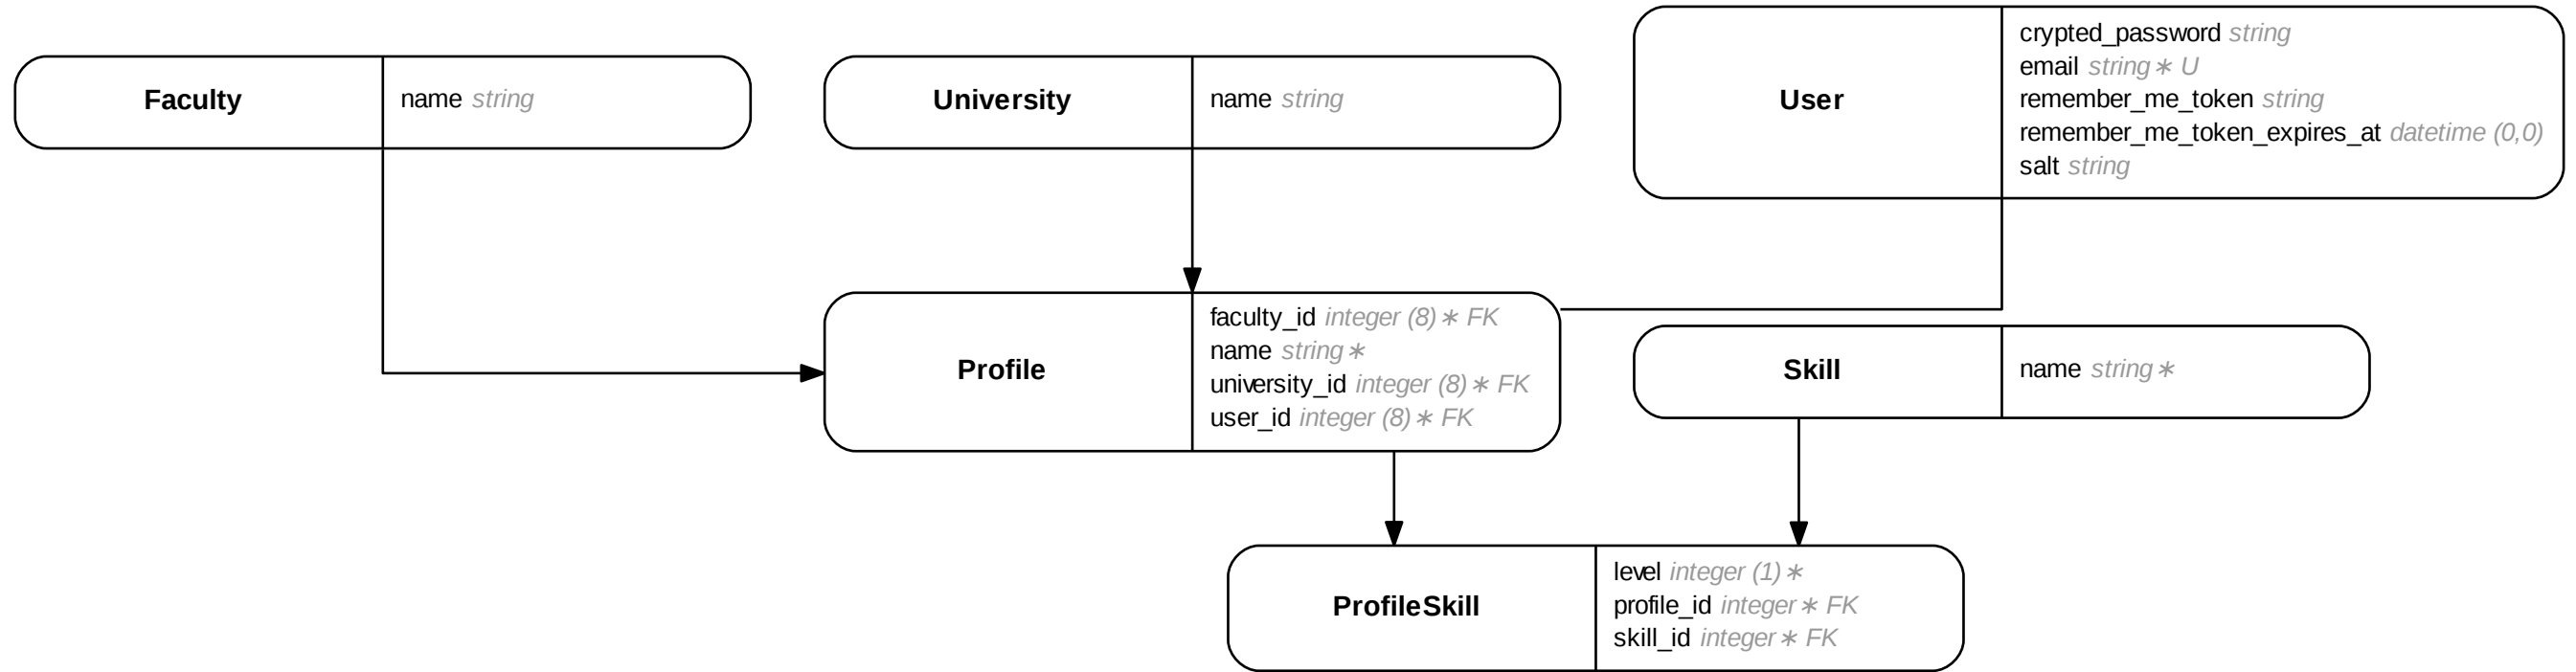 Faculty
name string
University
name string
User
crypted_password string
email string∗ U
remember_me_token string
remember_me_token_expires_at datetime (0,0)
salt string
Profile
faculty_id integer (8)∗ FK
name string∗
university_id integer (8)∗ FK
user_id integer (8)∗ FK
Skill
name string∗
ProfileSkill
level integer (1)∗
profile_id integer∗ FK
skill_id integer∗ FK